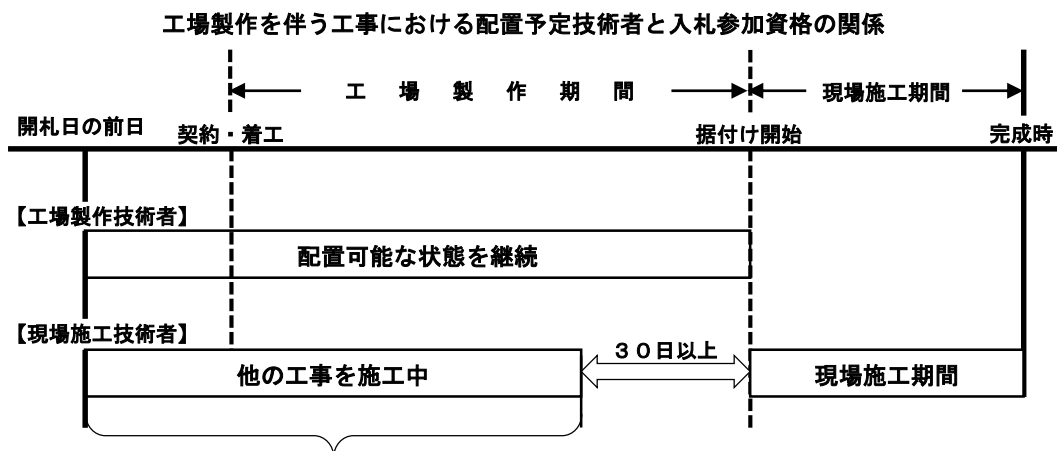 工場製作を伴う工事における配置予定技術者と入札参加資格の関係
工場製作期間
現場施工期間
開札日の前日
契約・着工
据付け開始
完成時
【工場製作技術者】
配置可能な状態を継続
【現場施工技術者】
３０日以上
他の工事を施工中
現場施工期間